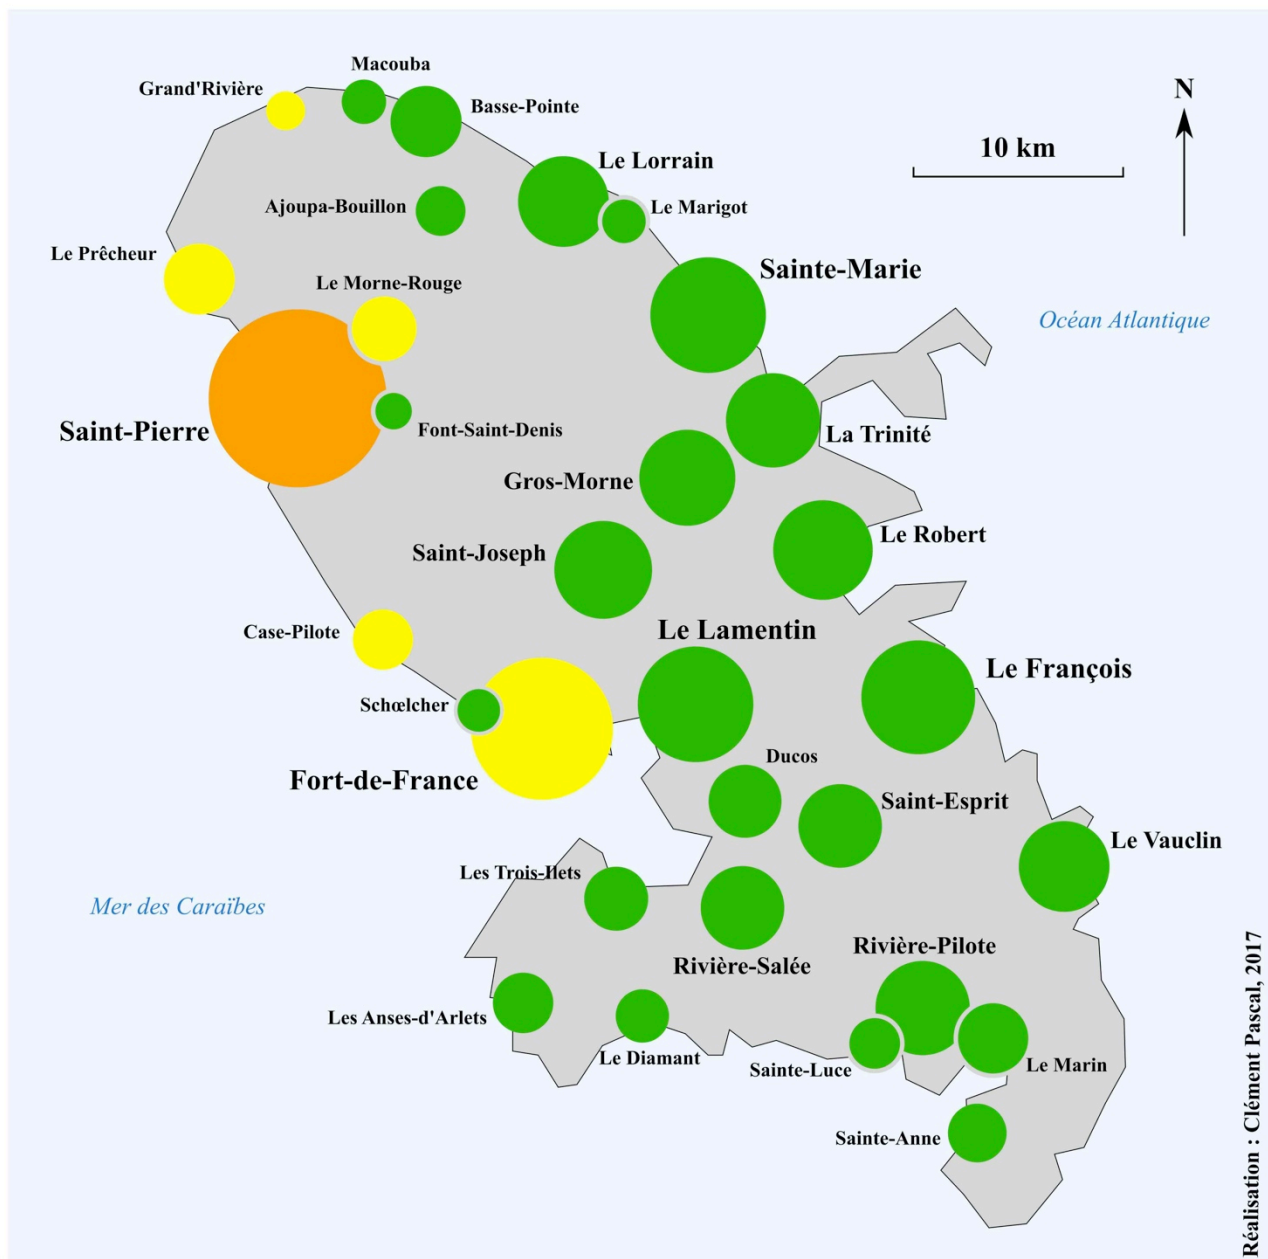 Macouba
Grand'Rivière
Basse-Pointe
N
10 km
Le Lorrain
Ajoupa-Bouillon
Le Marigot
Le Prêcheur
Sainte-Marie
Le Morne-Rouge
Océan Atlantique
Saint-Pierre
Font-Saint-Denis
La Trinité
Gros-Morne
Le Robert
Saint-Joseph
Case-Pilote
Le Lamentin
Le François
Schœlcher
Ducos
Fort-de-France
Saint-Esprit
Le Vauclin
Les Trois-Ilets
Mer des Caraïbes
Rivière-Pilote
Rivière-Salée
Les Anses-d'Arlets
Le Diamant
Sainte-Luce
Le Marin
Sainte-Anne
Réalisation : Clément Pascal, 2017